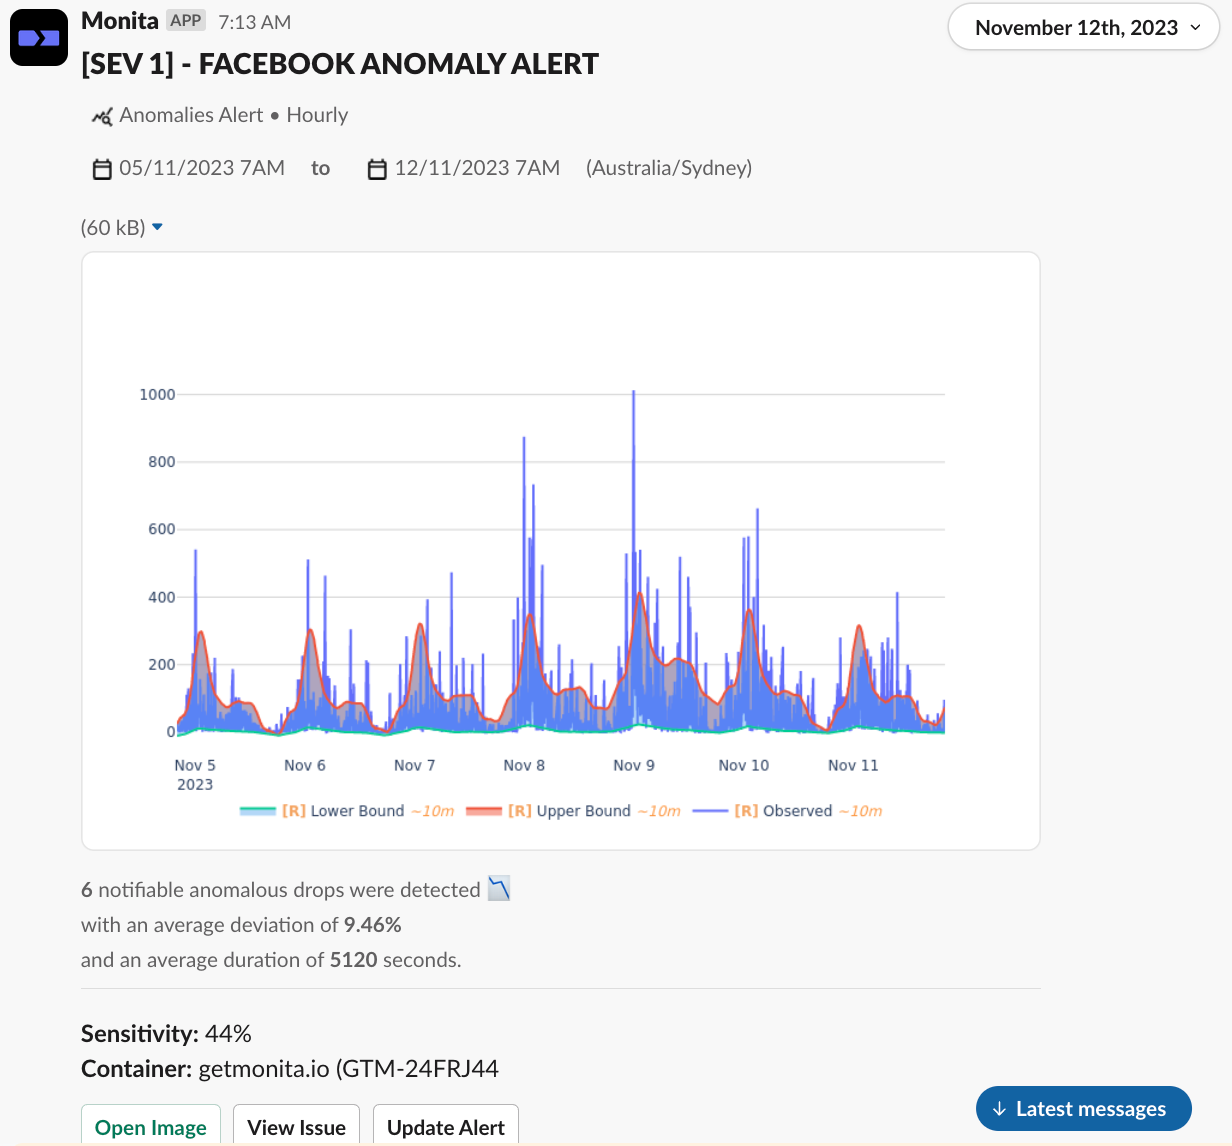 Monita APP 7:13 AM
November 12th, 2023
[SEV 1] - FACEBOOK ANOMALY ALERT
Anomalies Alert • Hourly
05/11/2023 7AM to 12/11/2023 7AM (Australia/Sydney)
(60 kB)
1000
800
600
400
200
0
Nov 5 Nov 6 Nov 7 Nov 8 Nov 9 Nov 10 Nov 11
2023
[R] Lower Bound ~10m [R] Upper Bound ~10m [R] Observed ~10m
6 notifiable anomalous drops were detected
with an average deviation of 9.46%
and an average duration of 5120 seconds.
Sensitivity: 44%
Container: getmonita.io (GTM-24FRJ44
Open Image View Issue Update Alert
Latest messages